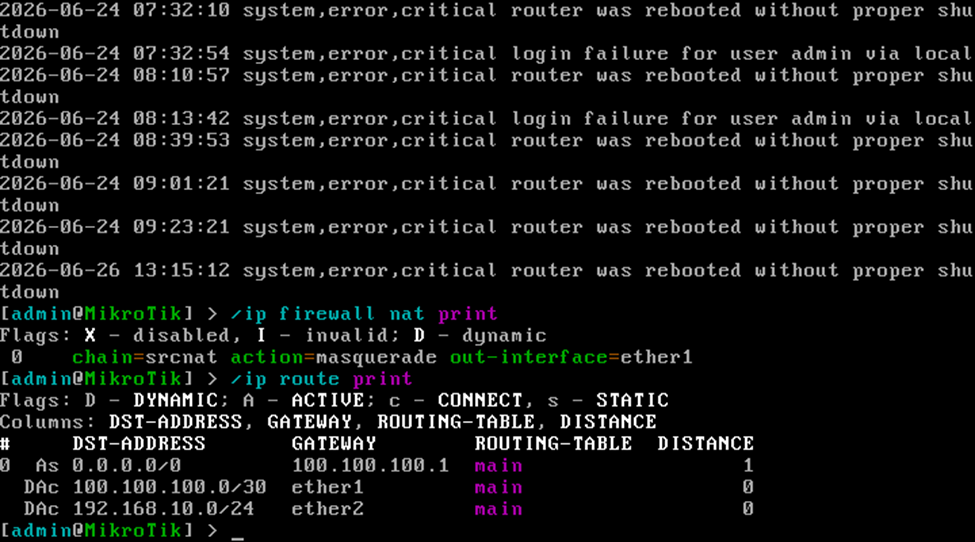 2026-06-24 07:32:10 system,error,critical router was rebooted without proper shu
tdown
2026-06-24 07:32:54 system,error,critical login failure for user admin via local
2026-06-24 08:10:57 system,error,critical router was rebooted without proper shu
tdown
2026-06-24 08:13:42 system,error,critical login failure for user admin via local
2026-06-24 08:39:53 system,error,critical router was rebooted without proper shu
tdown
2026-06-24 09:01:21 system,error,critical router was rebooted without proper shu
tdown
2026-06-24 09:23:21 system,error,critical router was rebooted without proper shu
tdown
2026-06-26 13:15:12 system,error,critical router was rebooted without proper shu
tdown
[admin@MikroTik] > /ip firewall nat print
Flags: X - disabled, I - invalid; D - dynamic
 0    chain=srcnat action=masquerade out-interface=ether1
[admin@MikroTik] > /ip route print
Flags: D - DYNAMIC; A - ACTIVE; c - CONNECT, s - STATIC
Columns: DST-ADDRESS, GATEWAY, ROUTING-TABLE, DISTANCE
#     DST-ADDRESS       GATEWAY        ROUTING-TABLE  DISTANCE
0  As 0.0.0.0/0         100.100.100.1  main                  1
  DAc 100.100.100.0/30  ether1         main                  0
  DAc 192.168.10.0/24   ether2         main                  0
[admin@MikroTik] > _